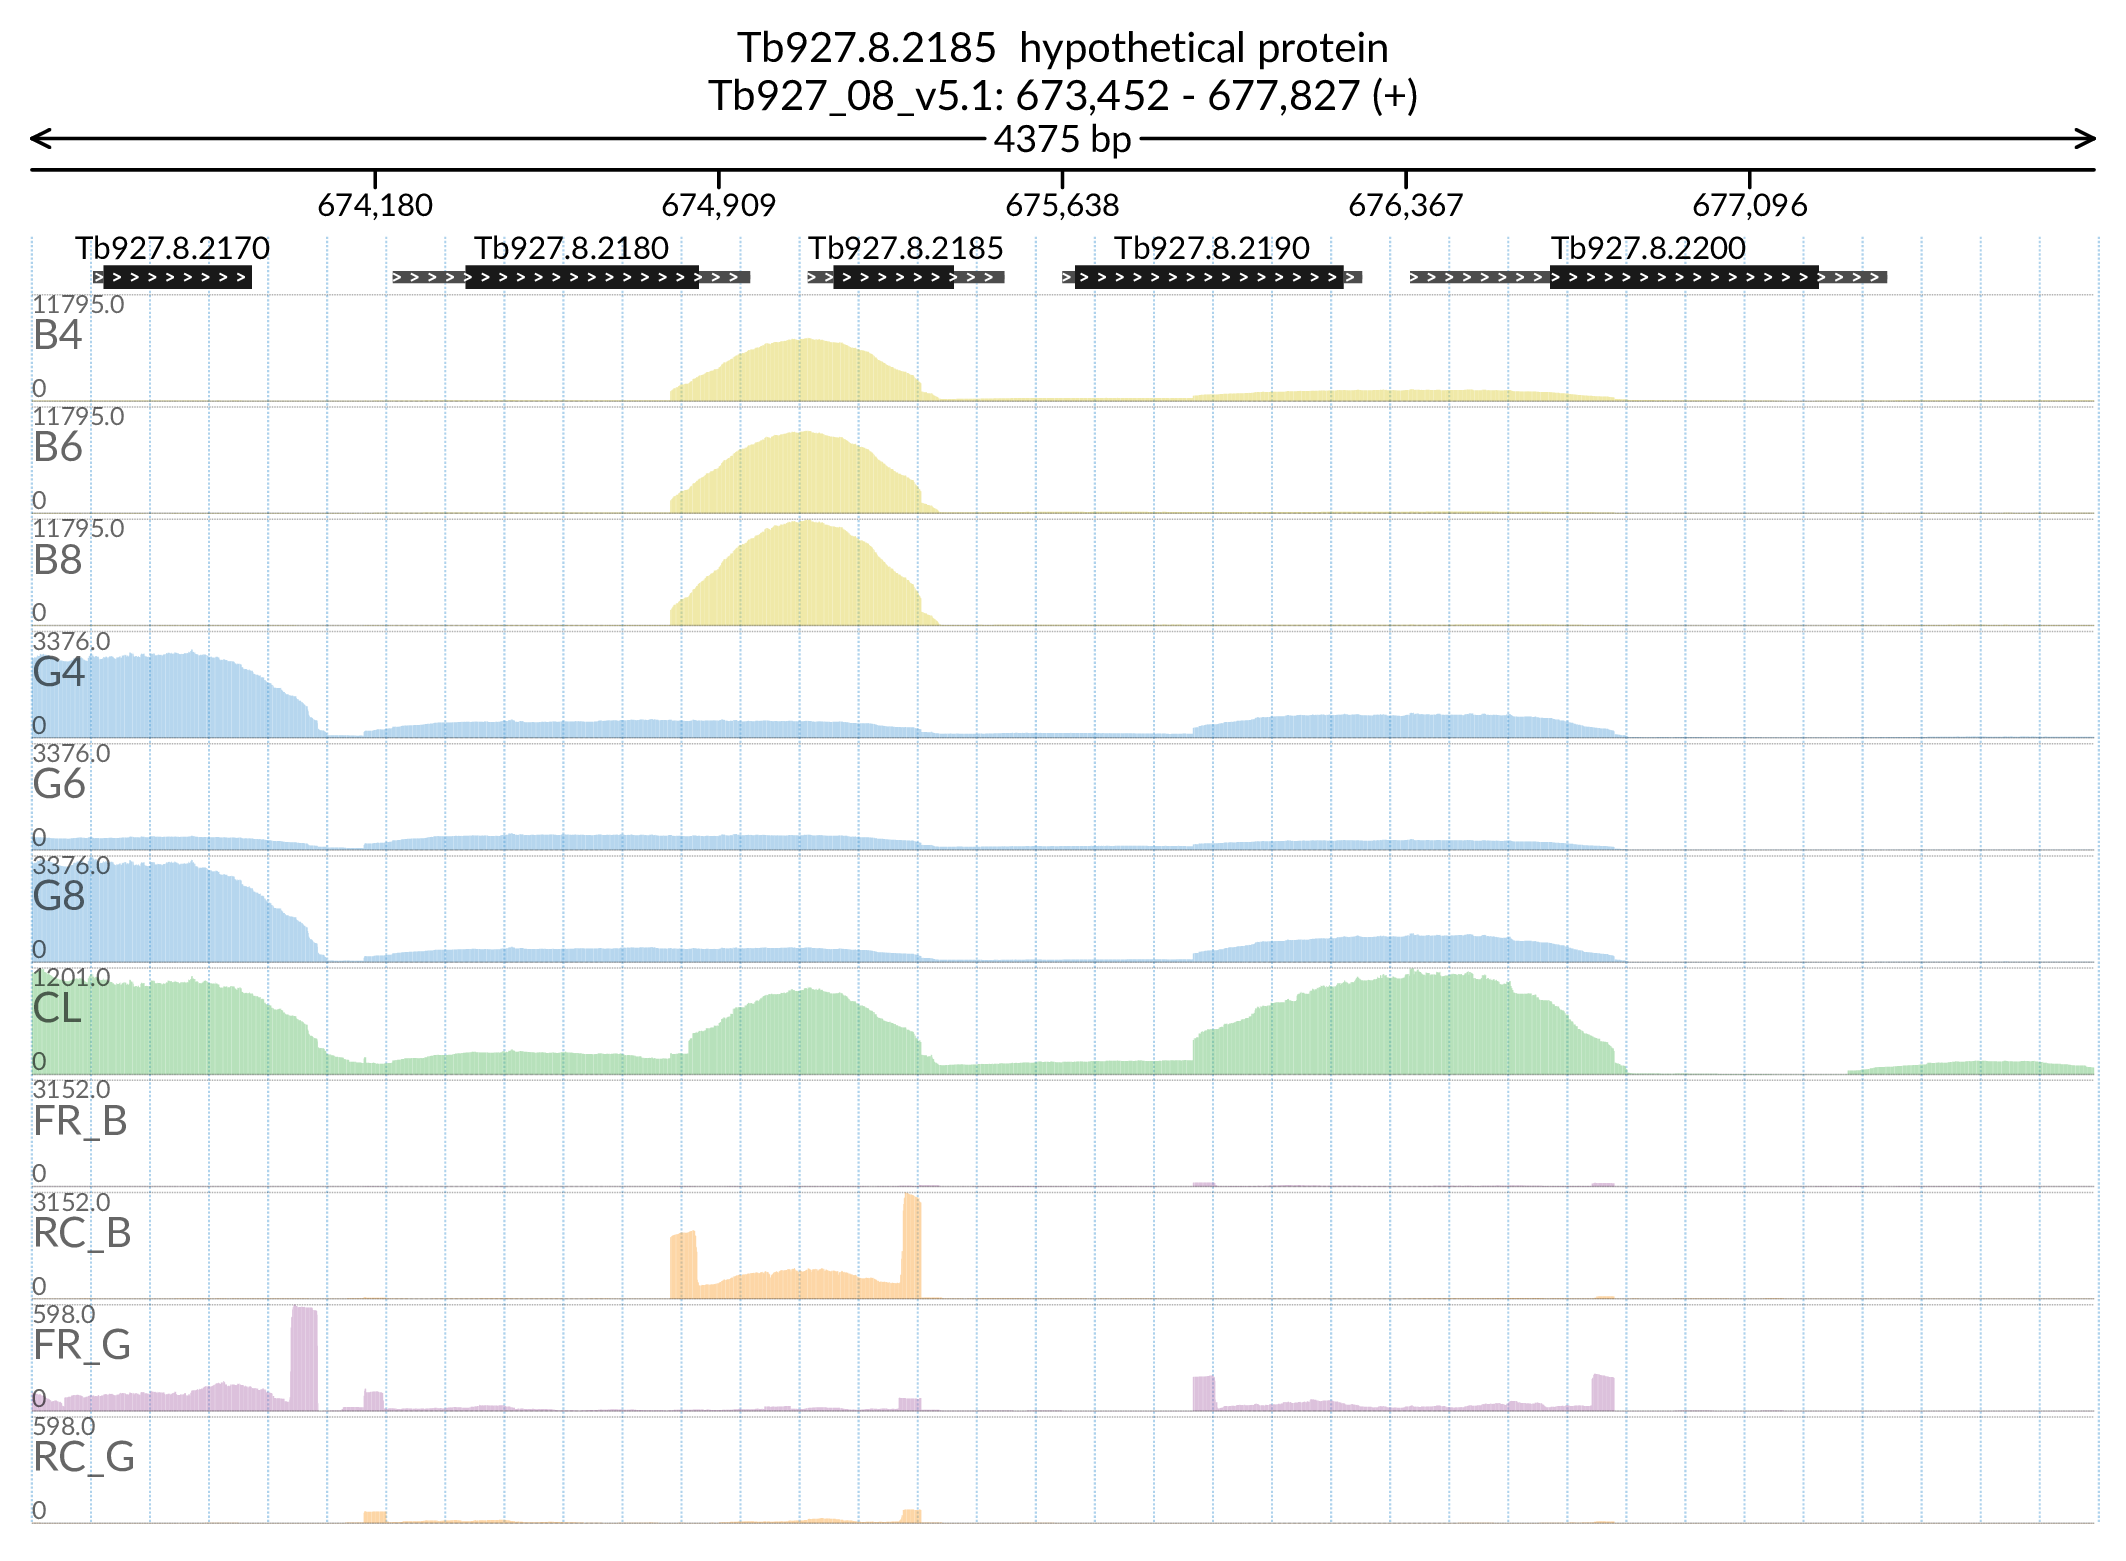 Tb927.8.2185  hypothetical protein
Tb927_08_v5.1: 673,452 - 677,827 (+)
4375 bp
674,180 674,909 675,638 676,367 677,096
Tb927.8.2170 Tb927.8.2180 Tb927.8.2185 Tb927.8.2190 Tb927.8.2200
11795.0
B4
0
11795.0
B6
0
11795.0
B8
0
3376.0
G4
0
3376.0
G6
0
3376.0
G8
0
1201.0
CL
0
3152.0
FR_B
0
3152.0
RC_B
0
598.0
FR_G
0
598.0
RC_G
0